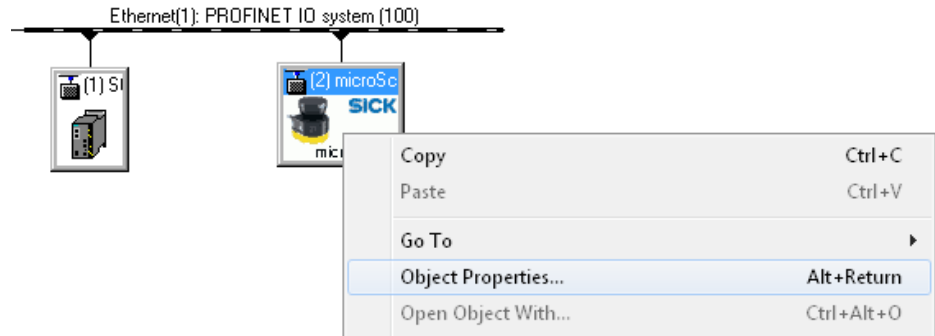 Ethernet(1): PROFINET IO system (100)
(1) S
(2) microSc
SICK
mic
Copy Ctrl+C
Paste Ctrl+V
Go To
Object Properties... Alt+Return
Open Object With... Ctrl+Alt+O